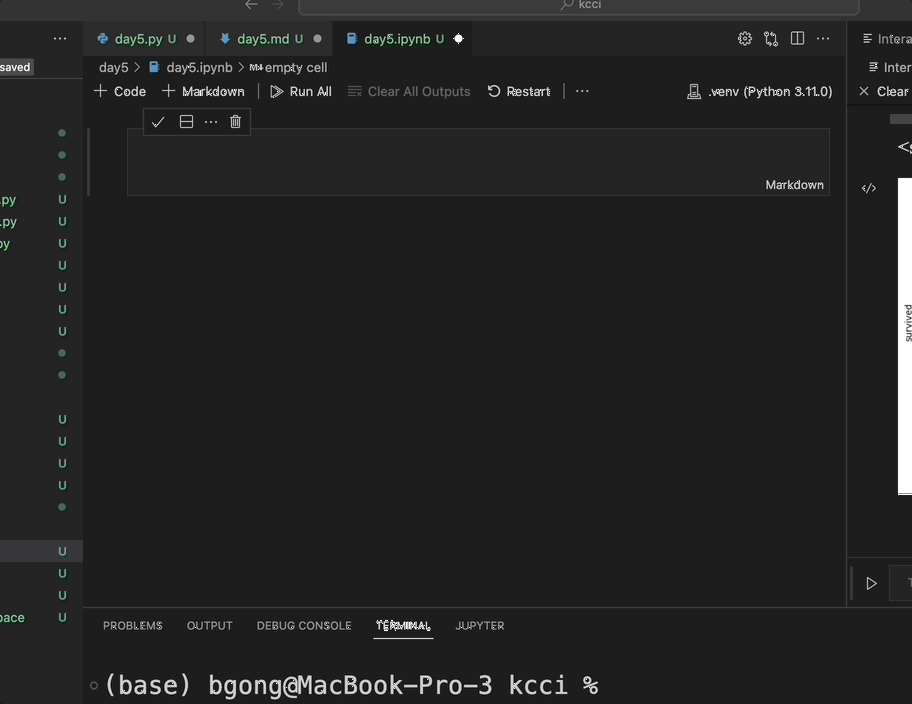 kcci
day5.py U
day5.md U
day5.ipynb U
Intera
saved
day5 > day5.ipynb > M↓ empty cell
Inter
+ Code + Markdown Run All Clear All Outputs Restart ... .venv (Python 3.11.0)
Clear
Markdown
.py U
.py U
py U
U
U
U
U
survived
U
U
U
U
U
U
U
pace U
PROBLEMS OUTPUT DEBUG CONSOLE TERMINAL JUPYTER
(base) bgong@MacBook-Pro-3 kcci %